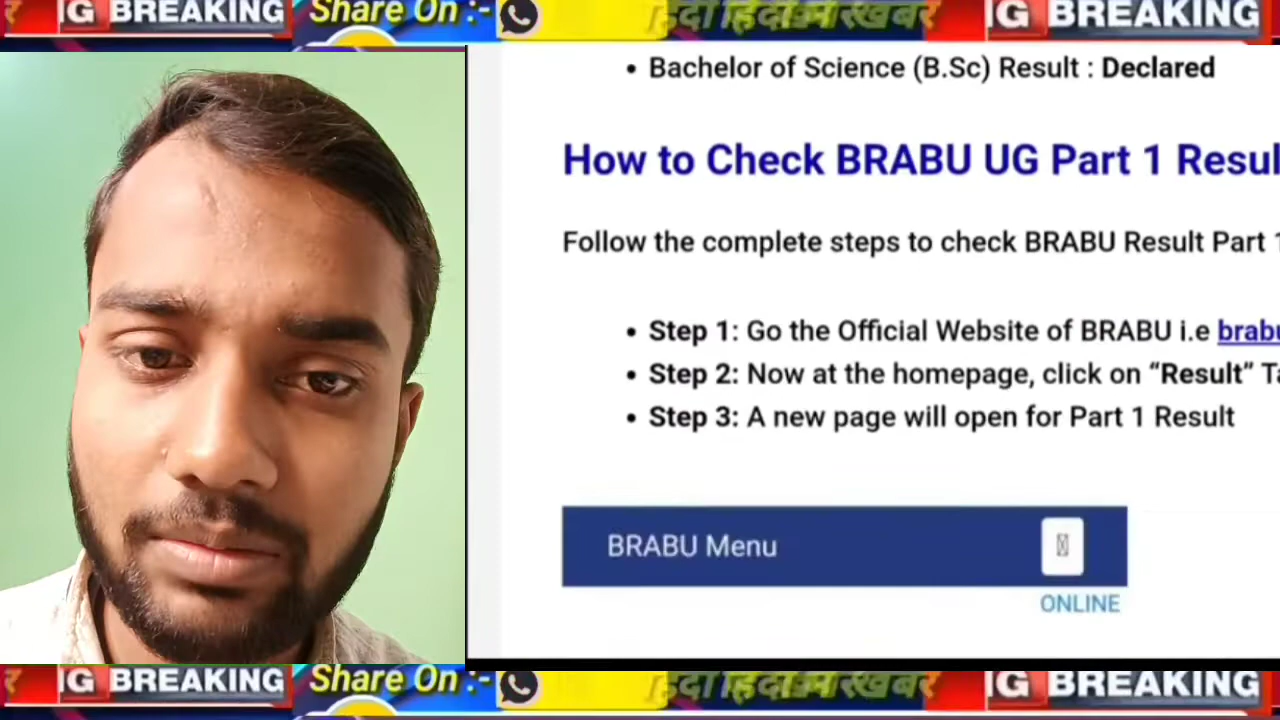 IG BREAKING
Share On :-
हिंदी
IG BREAKING
• Bachelor of Science (B.Sc) Result : Declared
How to Check BRABU UG Part 1 Resul
Follow the complete steps to check BRABU Result Part 1
• Step 1: Go the Official Website of BRABU i.e brabu
• Step 2: Now at the homepage, click on “Result” Ta
• Step 3: A new page will open for Part 1 Result
BRABU Menu
ONLINE
र
IG BREAKING
Share On :-
IG BREAKING